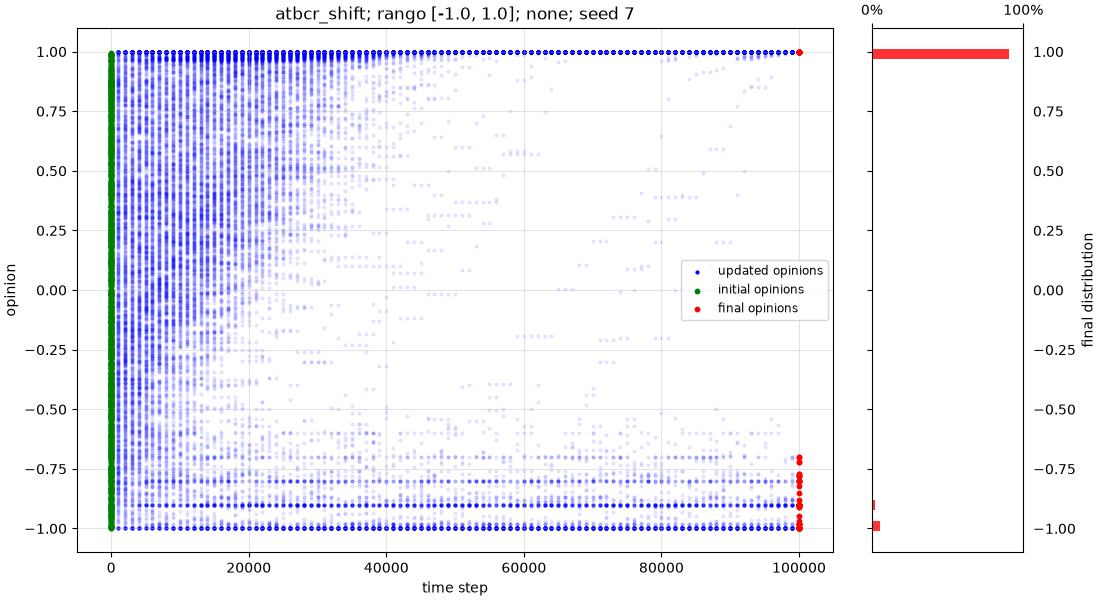 atbcr_shift; rango [-1.0, 1.0]; none; seed 7
0% 100%
1.00 1.00
0.75 0.75
0.50 0.50
0.25 0.25
0.00 0.00
−0.25 −0.25
−0.50 −0.50
−0.75 −0.75
−1.00 −1.00
opinion
updated opinions
initial opinions
final opinions
final distribution
0 20000 40000 60000 80000 100000
time step